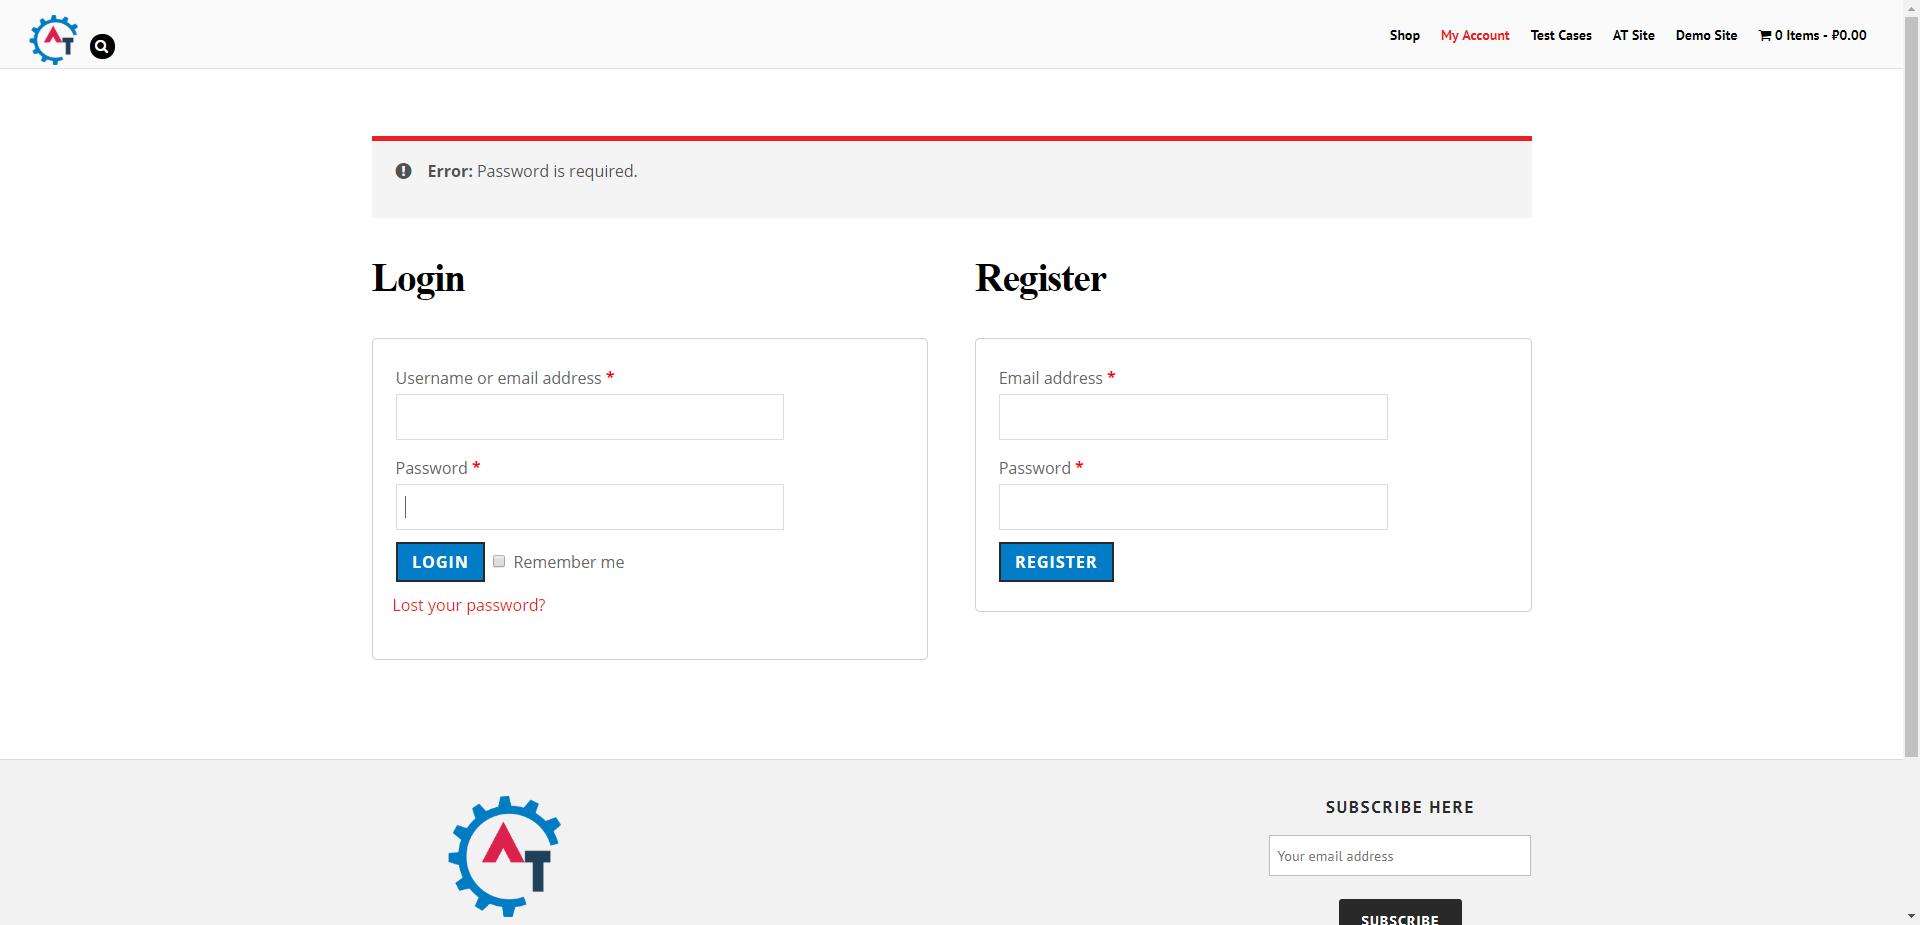 AT
Shop
My Account
Test Cases
AT Site
Demo Site
0 Items - ₽0.00
Error: Password is required.
Login
Username or email address *
Password *
LOGIN
Remember me
Lost your password?
Register
Email address *
Password *
REGISTER
AT
SUBSCRIBE HERE
Your email address
SUBSCRIBE